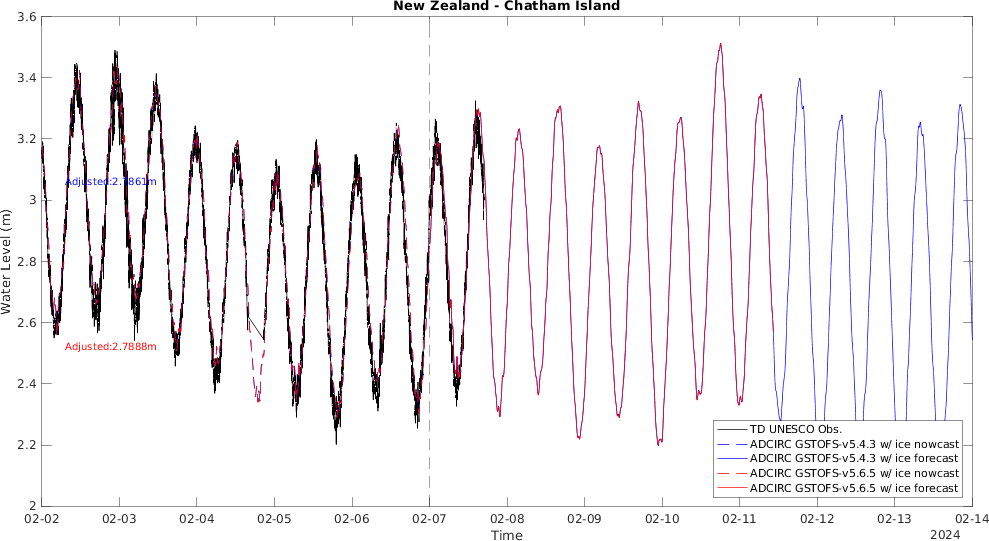 New Zealand - Chatham Island
3.6
3.4
3.2
3
2.8
2.6
2.4
2.2
2
Water Level (m)
Adjusted:2.7861m
Adjusted:2.7888m
TD UNESCO Obs.
ADCIRC GSTOFS-v5.4.3 w/ ice nowcast
ADCIRC GSTOFS-v5.4.3 w/ ice forecast
ADCIRC GSTOFS-v5.6.5 w/ ice nowcast
ADCIRC GSTOFS-v5.6.5 w/ ice forecast
02-02 02-03 02-04 02-05 02-06 02-07 02-08 02-09 02-10 02-11 02-12 02-13 02-14
Time
2024